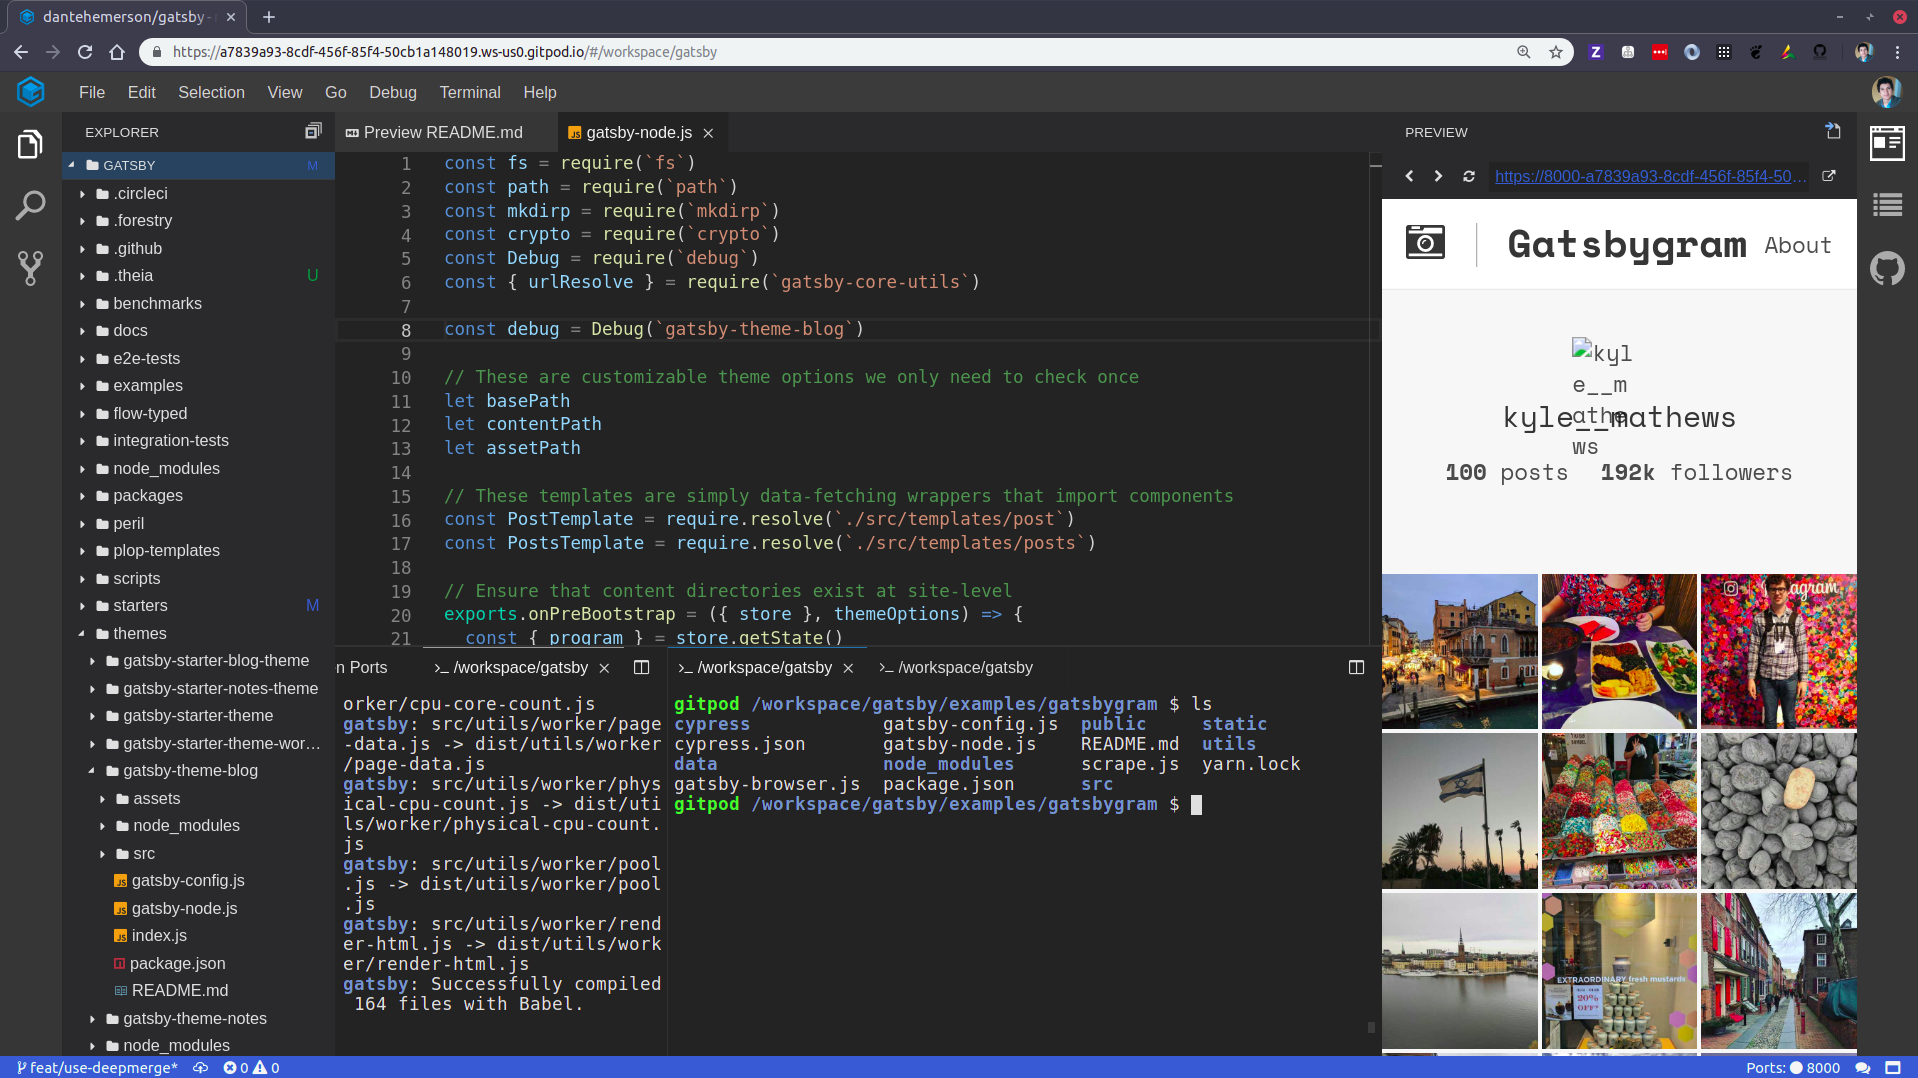 dantehemerson/gatsby-
https://a7839a93-8cdf-456f-85f4-50cb1a148019.ws-us0.gitpod.io/#/workspace/gatsby
File Edit Selection View Go Debug Terminal Help
EXPLORER
GATSBY M
.circleci
.forestry
.github
.theia U
benchmarks
docs
e2e-tests
examples
flow-typed
integration-tests
node_modules
packages
peril
plop-templates
scripts
starters M
themes
gatsby-starter-blog-theme
gatsby-starter-notes-theme
gatsby-starter-theme
gatsby-starter-theme-wor...
gatsby-theme-blog
assets
node_modules
src
gatsby-config.js
gatsby-node.js
index.js
package.json
README.md
gatsby-theme-notes
node_modules
Preview README.md
gatsby-node.js
1 const fs = require(`fs`)
2 const path = require(`path`)
3 const mkdirp = require(`mkdirp`)
4 const crypto = require(`crypto`)
5 const Debug = require(`debug`)
6 const { urlResolve } = require(`gatsby-core-utils`)
7
8 const debug = Debug(`gatsby-theme-blog`)
9
10 // These are customizable theme options we only need to check once
11 let basePath
12 let contentPath
13 let assetPath
14
15 // These templates are simply data-fetching wrappers that import components
16 const PostTemplate = require.resolve(`./src/templates/post`)
17 const PostsTemplate = require.resolve(`./src/templates/posts`)
18
19 // Ensure that content directories exist at site-level
20 exports.onPreBootstrap = ({ store }, themeOptions) => {
21 const { program } = store.getState()
n Ports
>_ /workspace/gatsby
orker/cpu-core-count.js
gatsby: src/utils/worker/page
-data.js -> dist/utils/worker
/page-data.js
gatsby: src/utils/worker/phys
ical-cpu-count.js -> dist/uti
ls/worker/physical-cpu-count.
js
gatsby: src/utils/worker/pool
.js -> dist/utils/worker/pool
.js
gatsby: src/utils/worker/rend
er-html.js -> dist/utils/work
er/render-html.js
gatsby: Successfully compiled
164 files with Babel.
>_ /workspace/gatsby
>_ /workspace/gatsby
gitpod /workspace/gatsby/examples/gatsbygram $ ls
cypress gatsby-config.js public static
cypress.json gatsby-node.js README.md utils
data node_modules scrape.js yarn.lock
gatsby-browser.js package.json src
gitpod /workspace/gatsby/examples/gatsbygram $
PREVIEW
https://8000-a7839a93-8cdf-456f-85f4-50...
Gatsbygram About
kyl
e__m
athe
ws
kyle__mathews
100 posts 192k followers
EXTRAORDINARY fresh mustards
20%
OFF*
feat/use-deepmerge* 0 0
Ports: 8000